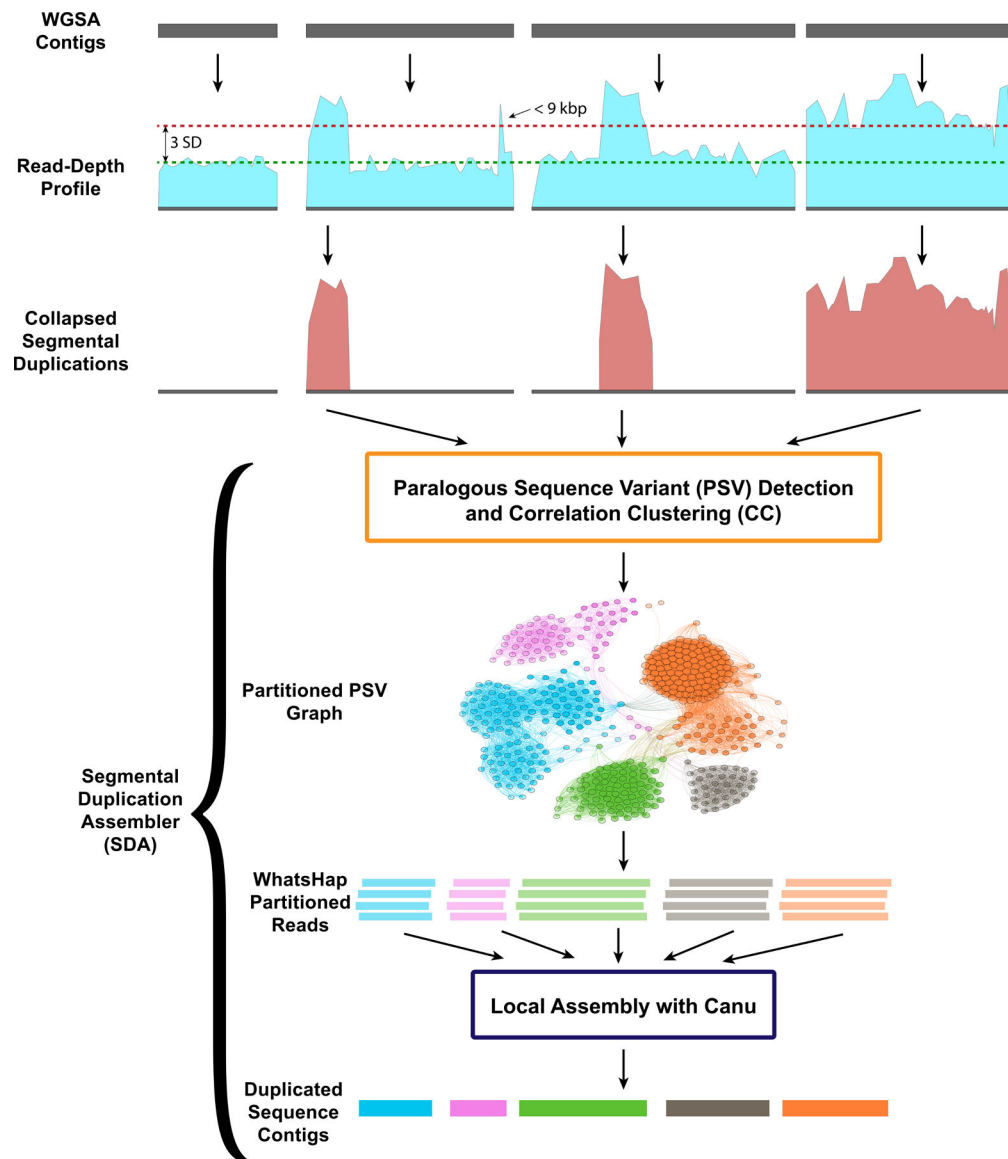 WGSA
Contigs
< 9 kbp
3 SD
Read-Depth
Profile
Collapsed
Segmental
Duplications
Paralogous Sequence Variant (PSV) Detection
and Correlation Clustering (CC)
Partitioned PSV
Graph
Segmental
Duplication
Assembler
(SDA)
WhatsHap
Partitioned
Reads
Local Assembly with Canu
Duplicated
Sequence
Contigs